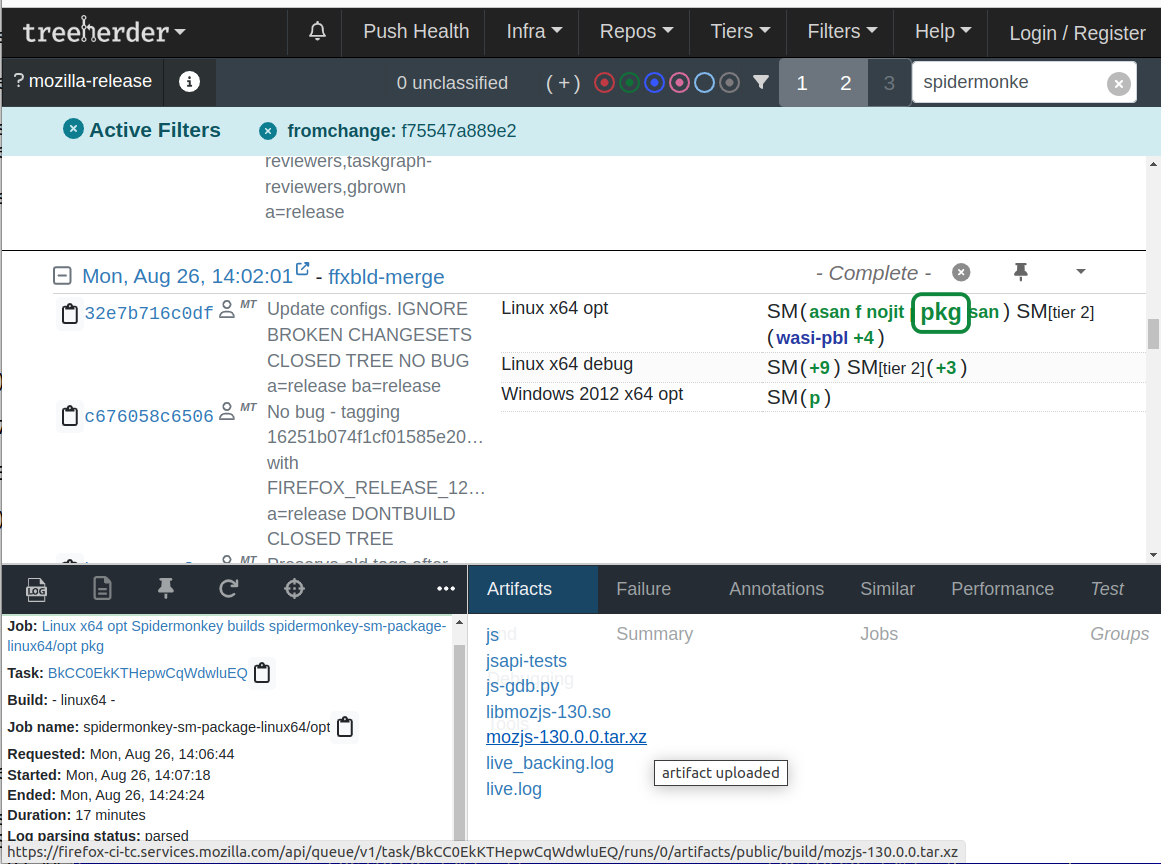 treeherder
Push Health
Infra
Repos
Tiers
Filters
Help
Login / Register
? mozilla-release
0 unclassified
( + )
1
2
3
spidermonke
Active Filters
fromchange: f75547a889e2
reviewers,taskgraph-
reviewers,gbrown
a=release
Mon, Aug 26, 14:02:01 - ffxbld-merge
- Complete -
32e7b716c0df MT
Update configs. IGNORE
BROKEN CHANGESETS
CLOSED TREE NO BUG
a=release ba=release
c676058c6506 MT
No bug - tagging
16251b074f1cf01585e20…
with
FIREFOX_RELEASE_12…
a=release DONTBUILD
CLOSED TREE
MT
Preserve old tags after
Linux x64 opt
SM(asan f nojit pkg san ) SM[tier 2]
(wasi-pbl +4 )
Linux x64 debug
SM( +9 ) SM[tier 2]( +3 )
Windows 2012 x64 opt
SM( p )
LOG
Job: Linux x64 opt Spidermonkey builds spidermonkey-sm-package-
linux64/opt pkg
Task: BkCC0EkKTHepwCqWdwluEQ
Build: - linux64 -
Job name: spidermonkey-sm-package-linux64/opt
Requested: Mon, Aug 26, 14:06:44
Started: Mon, Aug 26, 14:07:18
Ended: Mon, Aug 26, 14:24:24
Duration: 17 minutes
Log parsing status: parsed
Artifacts
and
Debugging
Tools
Failure
Summary
Annotations
Similar
Jobs
Performance
Test
Groups
js
jsapi-tests
js-gdb.py
libmozjs-130.so
mozjs-130.0.0.tar.xz
live_backing.log
live.log
artifact uploaded
https://firefox-ci-tc.services.mozilla.com/api/queue/v1/task/BkCC0EkKTHepwCqWdwluEQ/runs/0/artifacts/public/build/mozjs-130.0.0.tar.xz